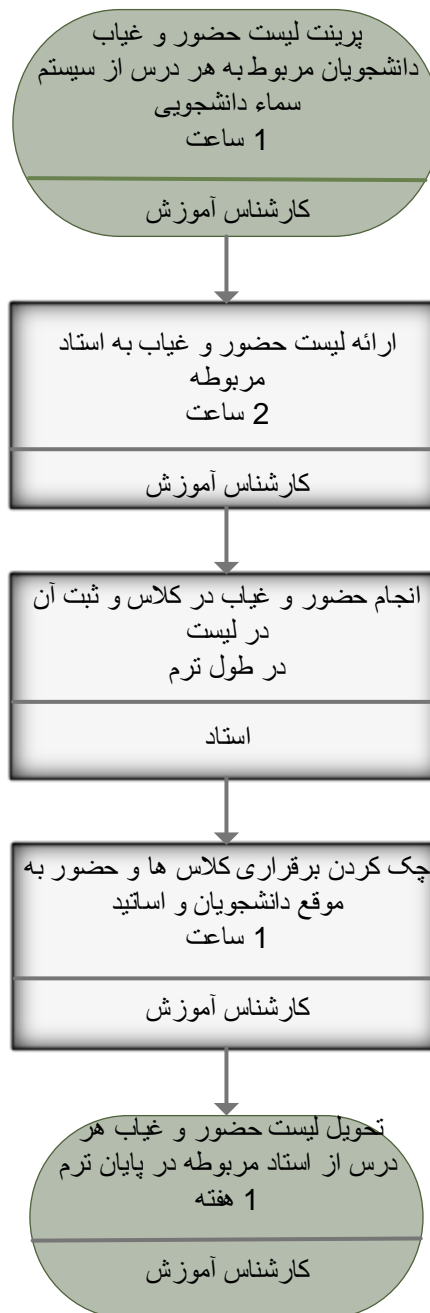 پرینت لیست حضور و غیاب
دانشجویان مربوط به هر درس از سیستم
سماء دانشجویی
1 ساعت
کارشناس آموزش
ارائه لیست حضور و غیاب به استاد
مربوطه
2 ساعت
کارشناس آموزش
انجام حضور و غیاب در کلاس و ثبت آن
در لیست
در طول ترم
استاد
چک کردن برقراری کلاس ها و حضور به
موقع دانشجویان و اساتید
1 ساعت
کارشناس آموزش
تحویل لیست حضور و غیاب هر
درس از استاد مربوطه در پایان ترم
1 هفته
کارشناس آموزش